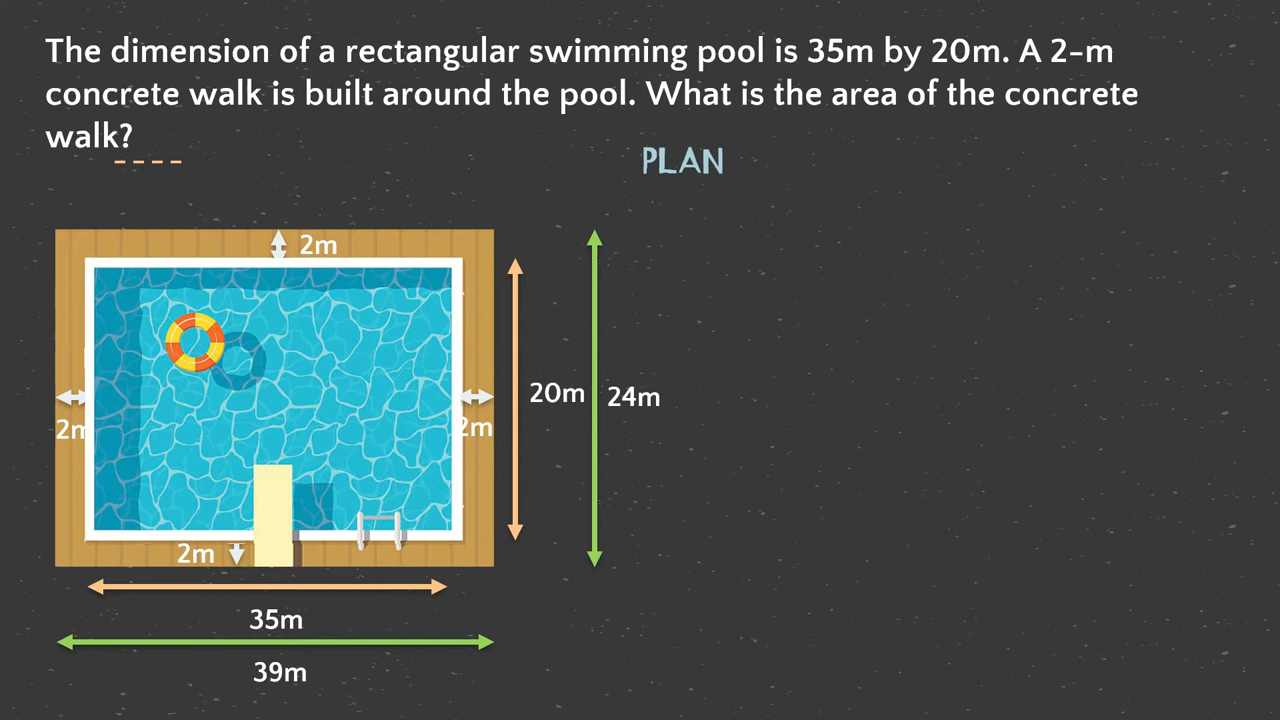 The dimension of a rectangular swimming pool is 35m by 20m. A 2-m
concrete walk is built around the pool. What is the area of the concrete
walk?
PLAN
2m
20m
24m
2m
2m
2m
35m
39m